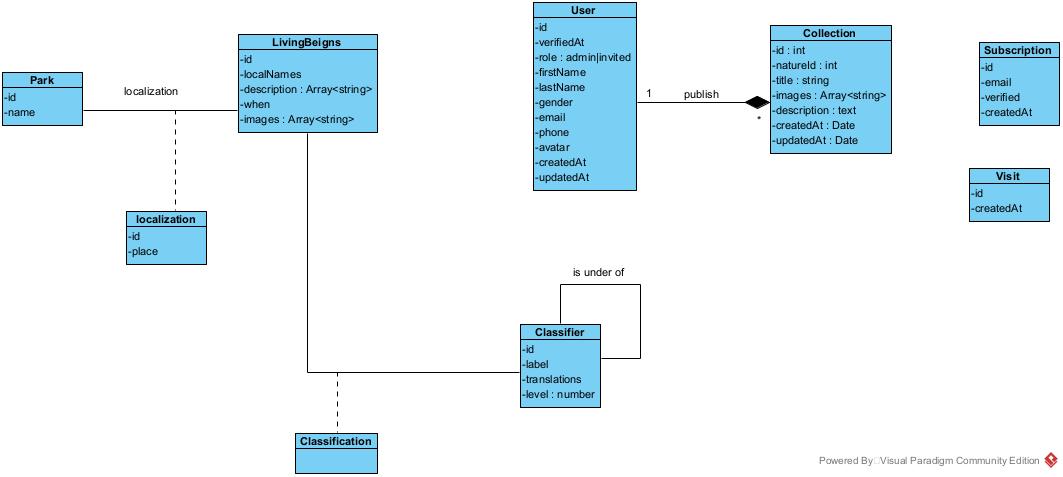 Park
-id
-name
localization
LivingBeigns
-id
-localNames
-description : Array<string>
-when
-images : Array<string>
localization
-id
-place
User
-id
-verifiedAt
-role : admin|invited
-firstName
-lastName
-gender
-email
-phone
-avatar
-createdAt
-updatedAt
1
publish
*
Collection
-id : int
-natureId : int
-title : string
-images : Array<string>
-description : text
-createdAt : Date
-updatedAt : Date
Subscription
-id
-email
-verified
-createdAt
Visit
-id
-createdAt
is under of
Classifier
-id
-label
-translations
-level : number
Classification
Powered By Visual Paradigm Community Edition